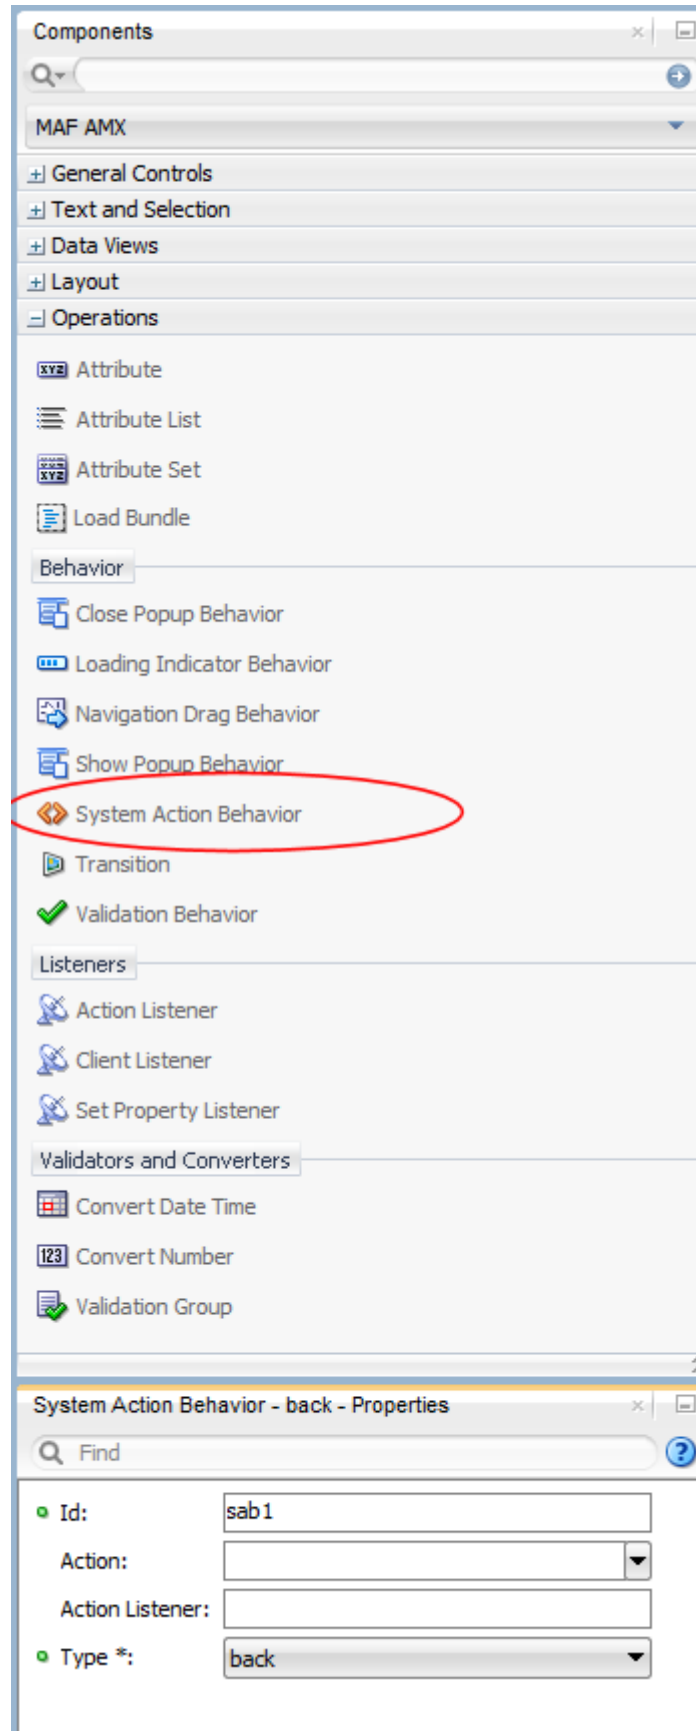 Components
MAF AMX
General Controls
Text and Selection
Data Views
Layout
Operations
XYZ Attribute
Attribute List
XYZ Attribute Set
Load Bundle
Behavior
Close Popup Behavior
Loading Indicator Behavior
Navigation Drag Behavior
Show Popup Behavior
System Action Behavior
Transition
Validation Behavior
Listeners
Action Listener
Client Listener
Set Property Listener
Validators and Converters
Convert Date Time
123 Convert Number
Validation Group
System Action Behavior - back - Properties
Find
Id: sab1
Action:
Action Listener:
Type *: back